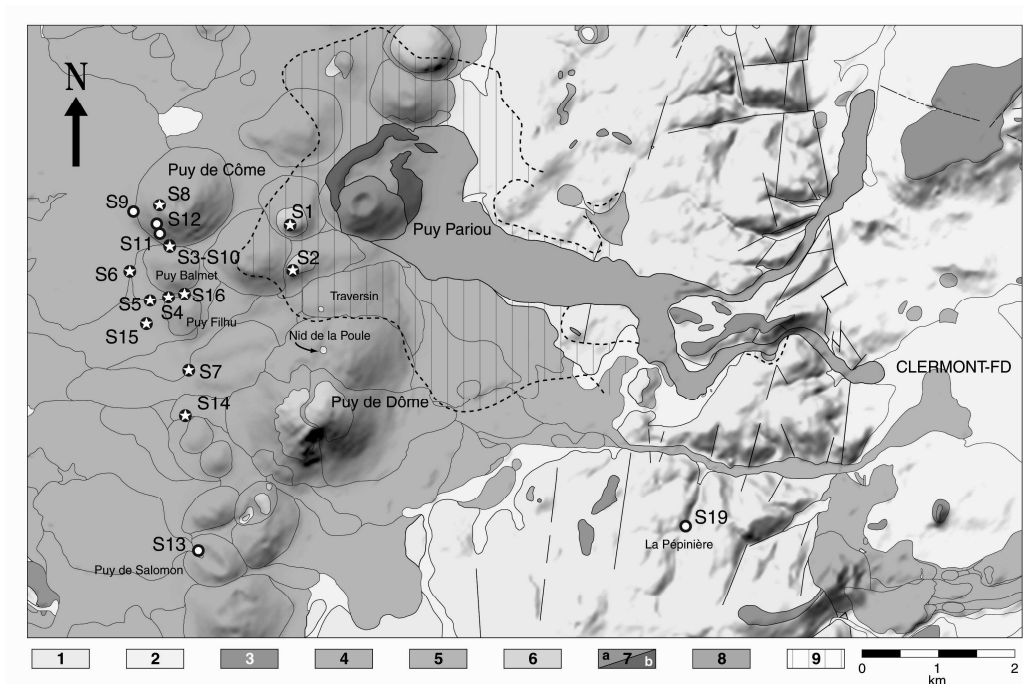 N
Puy de Côme
S8
S9
S12
S1
Puy Pariou
S11
S3-S10
S2
S6
Puy Balmet
S16
S5
S4
Traversin
Puy Filhu
S15
Nid de la Poule
S7
CLERMONT-FD
Puy de Dôme
S14
S19
S13
La Pépinière
Puy de Salomon
1 2 3 4 5 6 a 7 b 8 9
0 1 2
km